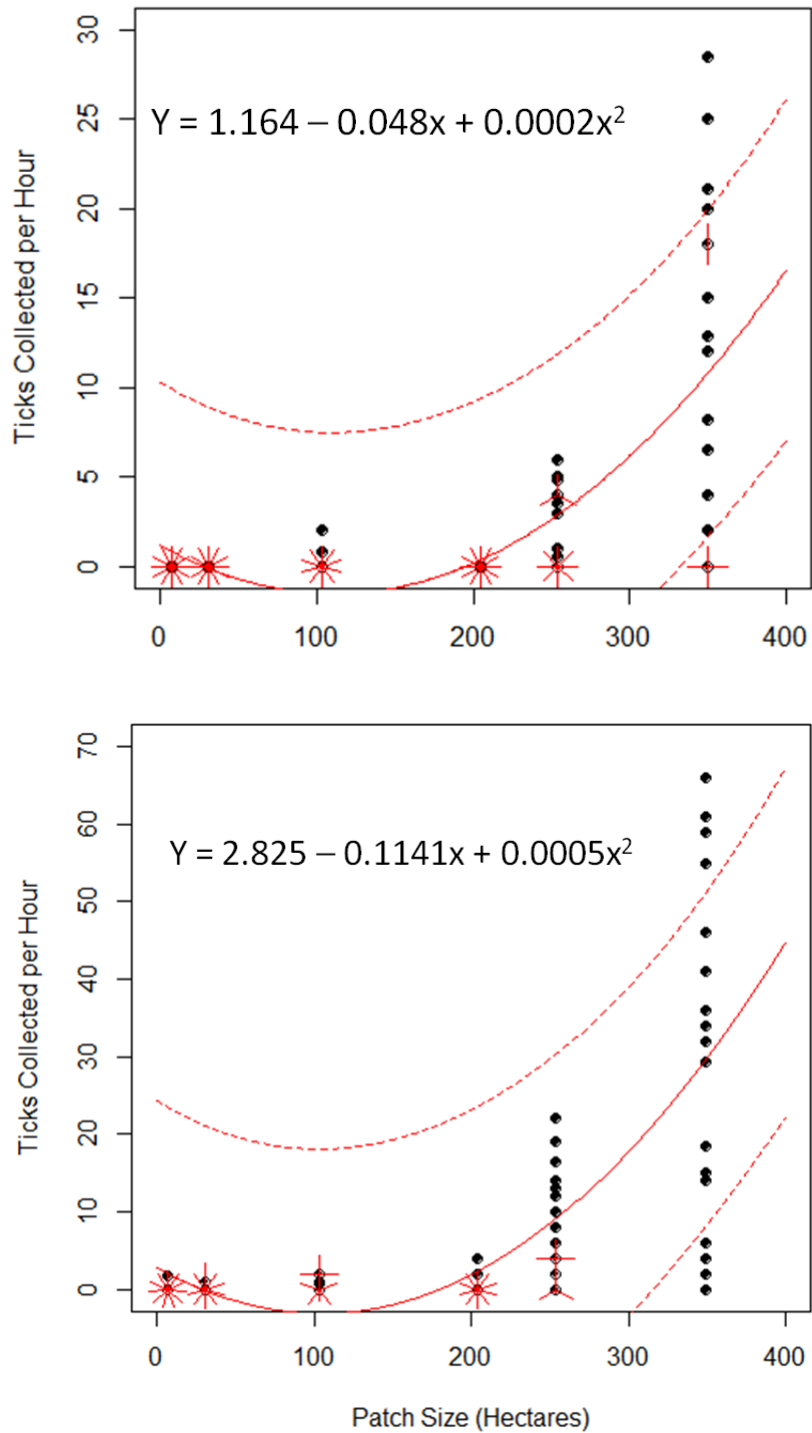 Ticks Collected per Hour
30
25
20
15
10
5
0
Y = 1.164 – 0.048x + 0.0002x²
0 100 200 300 400
Ticks Collected per Hour
70
60
50
40
30
20
10
0
Y = 2.825 – 0.1141x + 0.0005x²
0 100 200 300 400
Patch Size (Hectares)